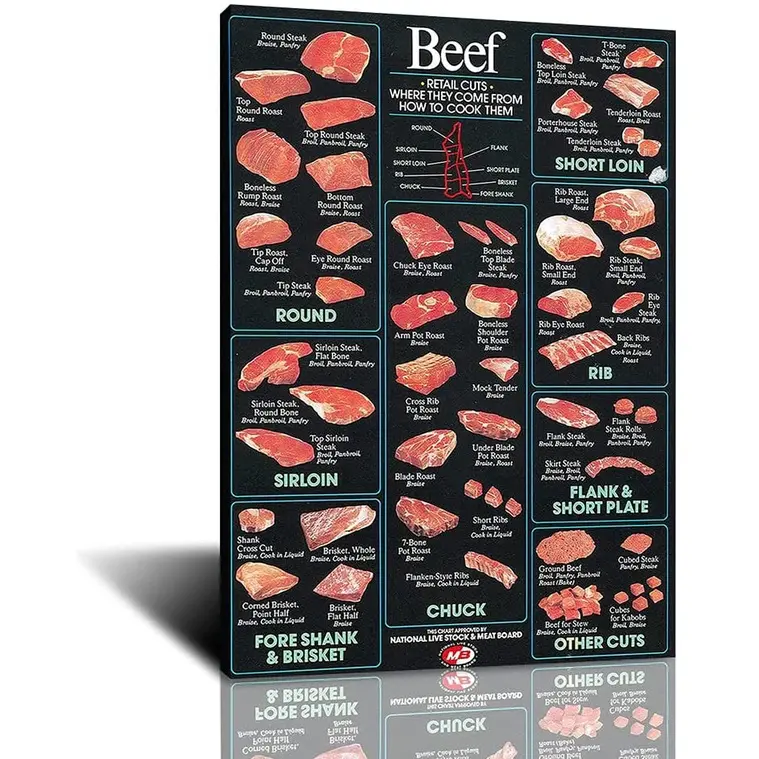 Beef
• RETAIL CUTS •
WHERE THEY COME FROM
HOW TO COOK THEM
ROUND
SIRLOIN
SHORT LOIN
RIB
CHUCK
FLANK
SHORT PLATE
BRISKET
FORE SHANK
Round Steak
Braise, Panfry
Top
Round Roast
Roast
Top Round Steak
Broil, Panbroil, Panfry
Boneless
Rump Roast
Roast, Braise
Bottom
Round Roast
Braise, Roast
Tip Roast,
Cap Off
Roast, Braise
Eye Round Roast
Braise, Roast
Tip Steak
Broil, Panbroil, Panfry
ROUND
Sirloin Steak,
Flat Bone
Broil, Panbroil, Panfry
Sirloin Steak,
Round Bone
Broil, Panbroil, Panfry
Top Sirloin
Steak
Broil, Panbroil,
Panfry
SIRLOIN
Shank
Cross Cut
Braise, Cook in Liquid
Brisket, Whole
Braise, Cook in Liquid
Corned Brisket,
Point Half
Braise, Cook in Liquid
Brisket,
Flat Half
Braise
FORE SHANK
& BRISKET
Chuck Eye Roast
Braise, Roast
Boneless
Top Blade
Steak
Braise, Panfry
Arm Pot Roast
Braise
Boneless
Shoulder
Pot Roast
Braise
Cross Rib
Pot Roast
Braise
Mock Tender
Braise
Blade Roast
Braise
Under Blade
Pot Roast
Braise, Roast
7-Bone
Pot Roast
Braise
Short Ribs
Braise, Cook in Liquid
Flanken-Style Ribs
Braise, Cook in Liquid
CHUCK
THIS CHART APPROVED BY
NATIONAL LIVE STOCK & MEAT BOARD
MB
Boneless
Top Loin Steak
Broil, Panbroil, Panfry
T-Bone
Steak
Broil, Panbroil,
Panfry
Porterhouse Steak
Broil, Panbroil, Panfry
Tenderloin Roast
Roast, Broil
Tenderloin Steak
Broil, Panbroil, Panfry
SHORT LOIN
Rib Roast,
Large End
Roast
Rib Roast,
Small End
Roast
Rib Steak,
Small End
Broil, Panbroil,
Panfry
Rib Eye Roast
Roast
Rib
Eye
Steak
Broil, Panbroil, Panfry
Back Ribs
Braise,
Cook in Liquid,
Roast
RIB
Flank Steak
Broil, Braise, Panfry
Flank
Steak Rolls
Braise, Broil,
Panbroil, Panfry
Skirt Steak
Braise, Broil,
Panbroil, Panfry
FLANK &
SHORT PLATE
Ground Beef
Broil, Panfry, Panbroil
Roast (Bake)
Cubed Steak
Panfry, Braise
Beef for Stew
Braise, Cook in Liquid
Cubes
for Kabobs
Broil, Braise
OTHER CUTS